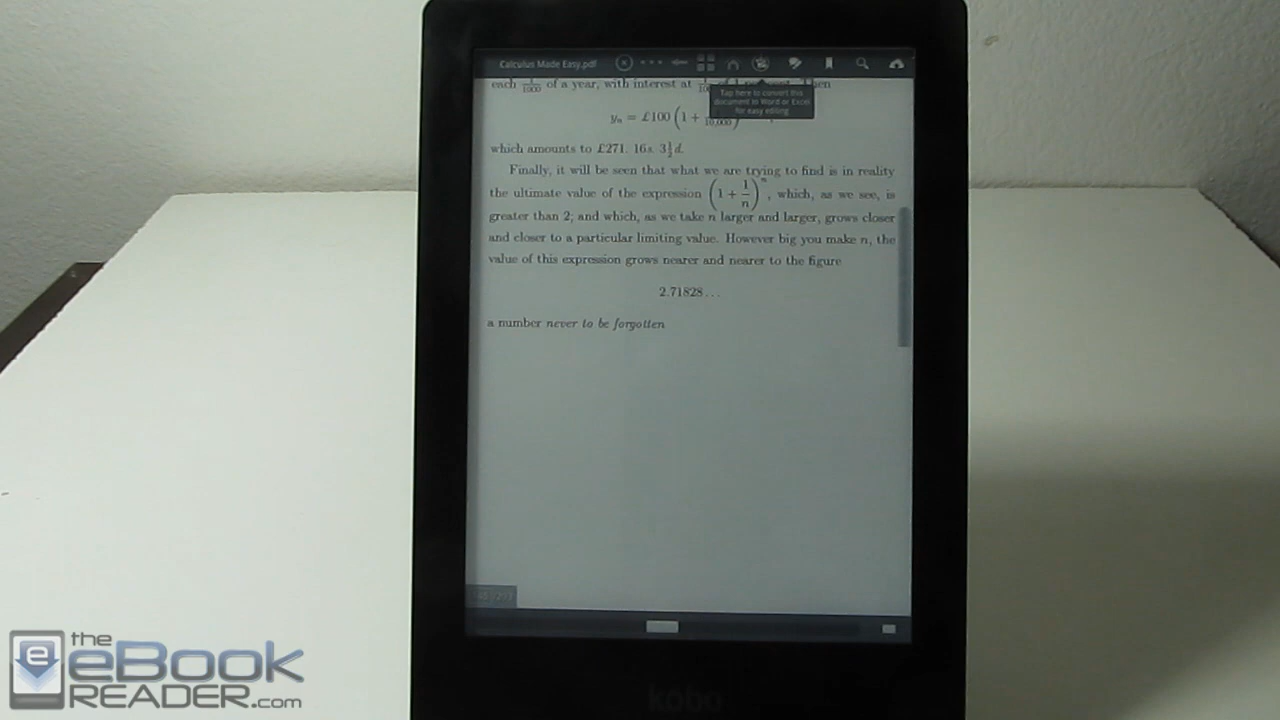 Calculus Made Easy.pdf
each 1/1000 of a year, with interest at
Tap here to convert this
document to Word or Excel
for easy editing
yₙ = £100 (1 + 10,000)
which amounts to £271. 16s. 3½d.
Finally, it will be seen that what we are trying to find is in reality
the ultimate value of the expression (1 + 1/n)ⁿ, which, as we see, is
greater than 2; and which, as we take n larger and larger, grows closer
and closer to a particular limiting value. However big you make n, the
value of this expression grows nearer and nearer to the figure
2.71828...
a number never to be forgotten
kobo
the
eBook
READER.com